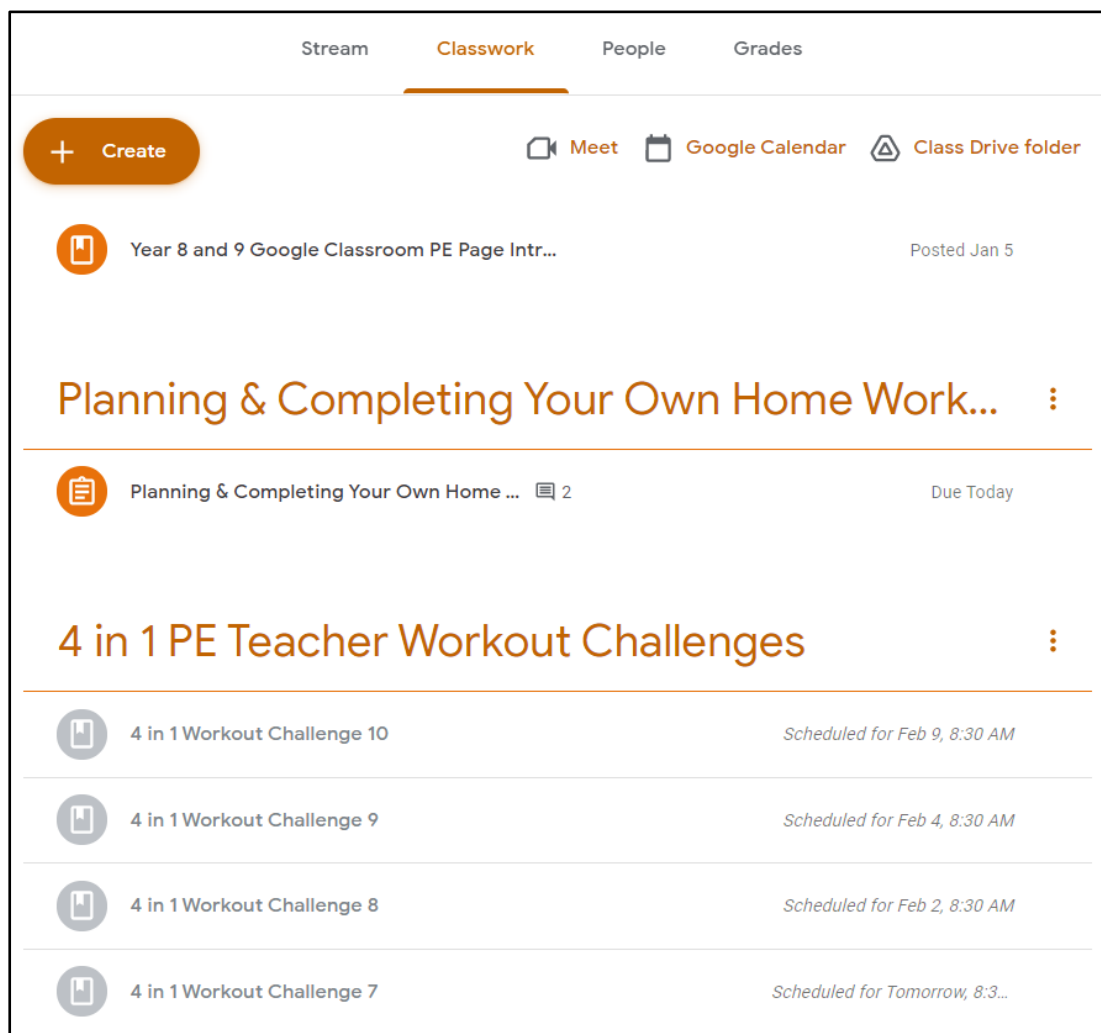 Stream Classwork People Grades
+ Create Meet Google Calendar Class Drive folder
Year 8 and 9 Google Classroom PE Page Intr... Posted Jan 5
Planning & Completing Your Own Home Work...
Planning & Completing Your Own Home ... 2 Due Today
4 in 1 PE Teacher Workout Challenges
4 in 1 Workout Challenge 10 Scheduled for Feb 9, 8:30 AM
4 in 1 Workout Challenge 9 Scheduled for Feb 4, 8:30 AM
4 in 1 Workout Challenge 8 Scheduled for Feb 2, 8:30 AM
4 in 1 Workout Challenge 7 Scheduled for Tomorrow, 8:3...